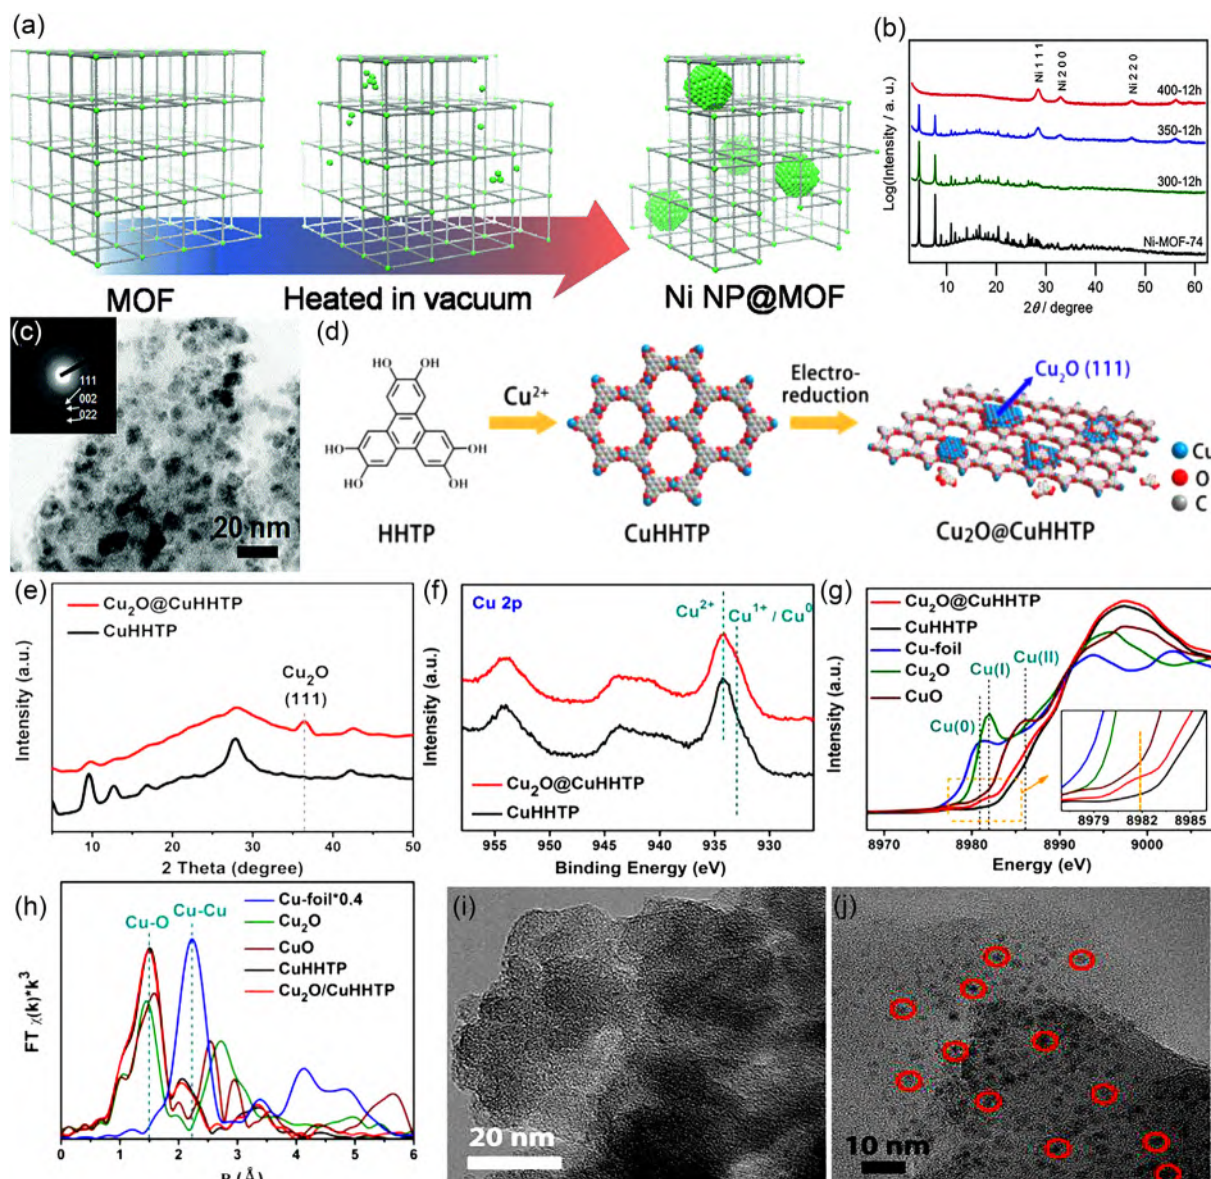 (a)
MOF
Heated in vacuum
Ni NP@MOF
(b)
Log(Intensity / a. u.)
Ni 1 1 1
Ni 2 0 0
Ni 2 2 0
400-12h
350-12h
300-12h
Ni-MOF-74
10 20 30 40 50 60
2θ / degree
(c)
111
002
022
20 nm
(d)
HO OH
HO OH
HO OH
HHTP
Cu²⁺
CuHHTP
Electro-
reduction
Cu₂O (111)
Cu
O
C
Cu₂O@CuHHTP
(e)
Cu₂O@CuHHTP
CuHHTP
Cu₂O
(111)
Intensity (a.u.)
10 20 30 40 50
2 Theta (degree)
(f)
Cu 2p
Cu²⁺
Cu¹⁺ / Cu⁰
Intensity (a.u.)
Cu₂O@CuHHTP
CuHHTP
955 950 945 940 935 930
Binding Energy (eV)
(g)
Cu₂O@CuHHTP
CuHHTP
Cu-foil
Cu₂O
CuO
Cu(0)
Cu(I)
Cu(II)
Intensity (a.u.)
8979 8982 8985
8970 8980 8990 9000
Energy (eV)
(h)
Cu-O
Cu-Cu
Cu-foil*0.4
Cu₂O
CuO
CuHHTP
Cu₂O/CuHHTP
FT χ(k)*k³
0 1 2 3 4 5 6
R (Å)
(i)
20 nm
(j)
10 nm